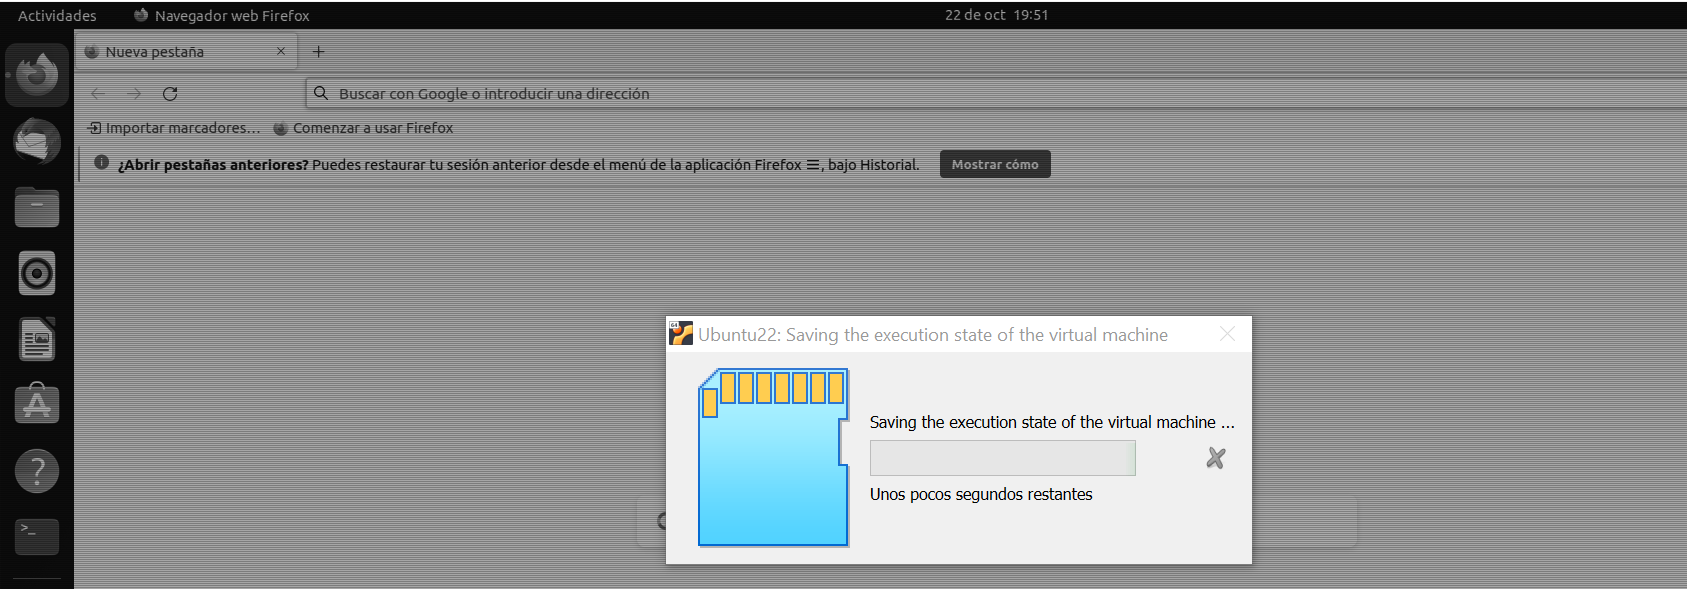 Actividades
Navegador web Firefox
22 de oct 19:51
Nueva pestaña
Buscar con Google o introducir una dirección
Importar marcadores...
Comenzar a usar Firefox
¿Abrir pestañas anteriores? Puedes restaurar tu sesión anterior desde el menú de la aplicación Firefox ☰, bajo Historial.
Mostrar cómo
64
Ubuntu22: Saving the execution state of the virtual machine
Saving the execution state of the virtual machine ...
Unos pocos segundos restantes
>_